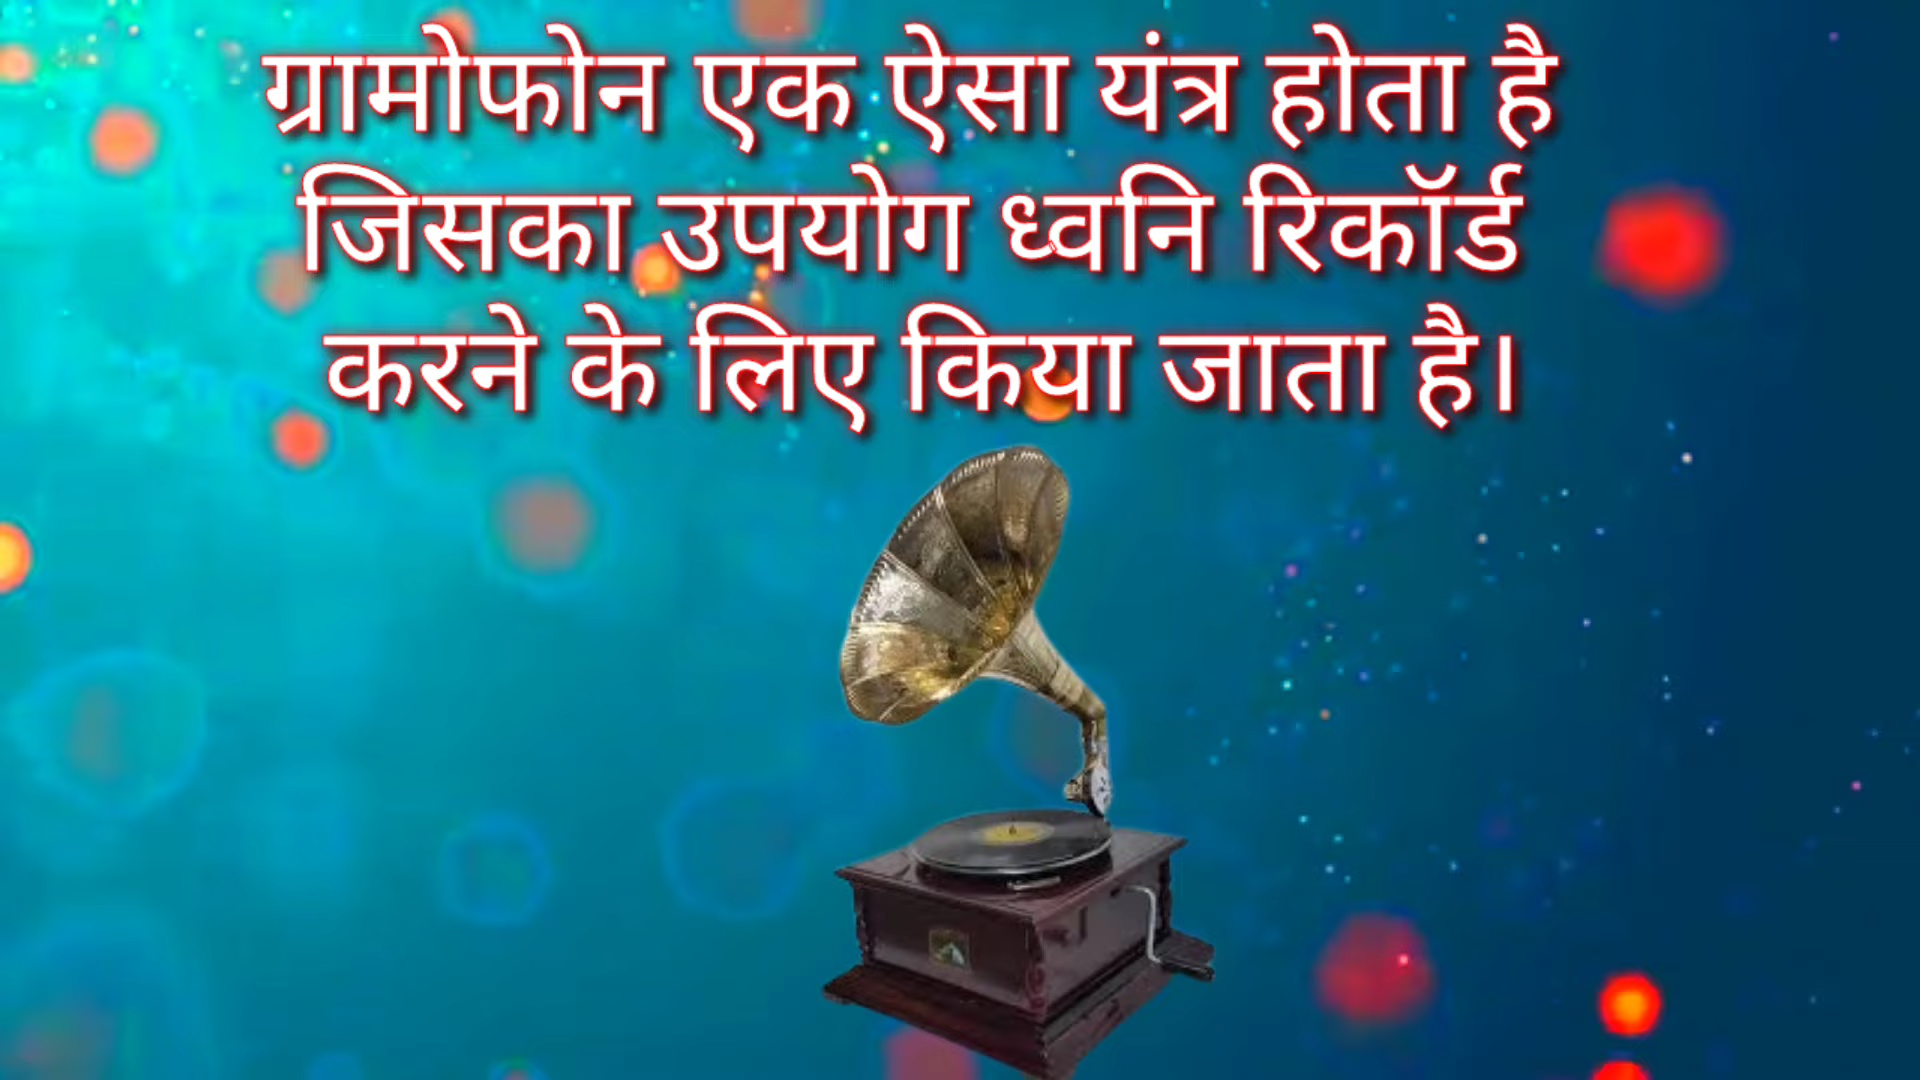 ग्रामोफोन एक ऐसा यंत्र होता है
जिसका उपयोग ध्वनि रिकॉर्ड
करने के लिए किया जाता है।